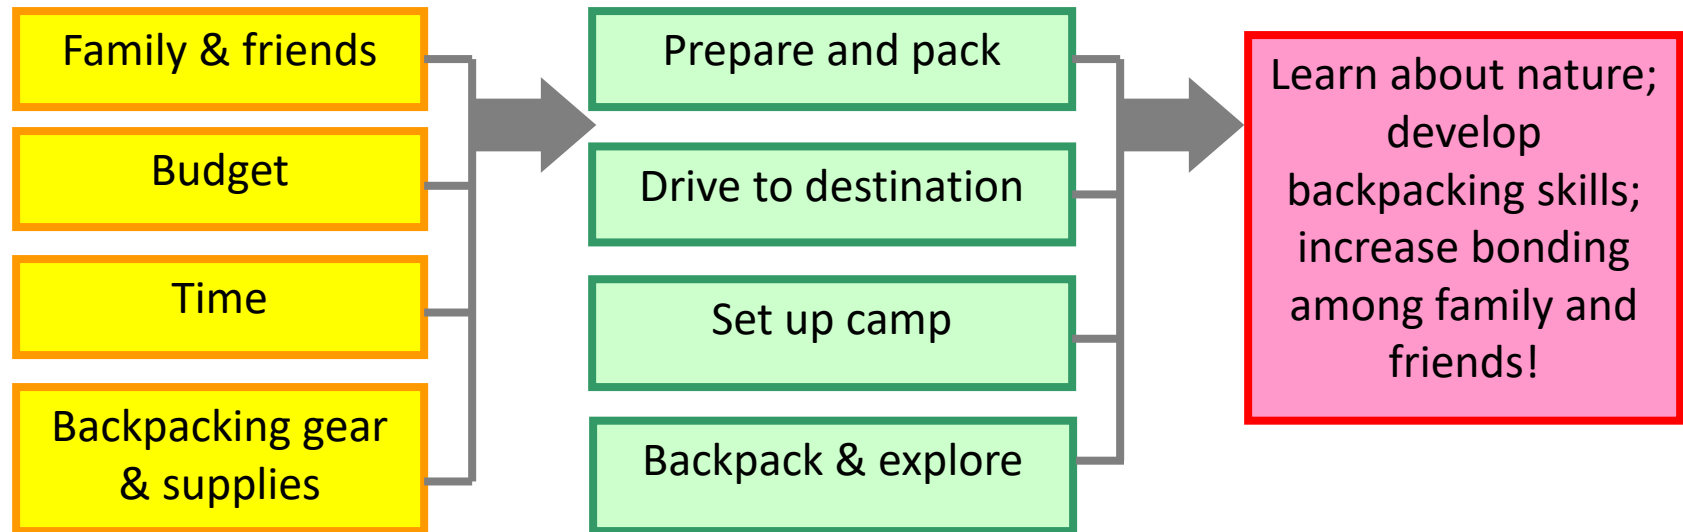 Family & friends
Budget
Time
Backpacking gear
& supplies
Prepare and pack
Drive to destination
Set up camp
Backpack & explore
Learn about nature;
develop
backpacking skills;
increase bonding
among family and
friends!